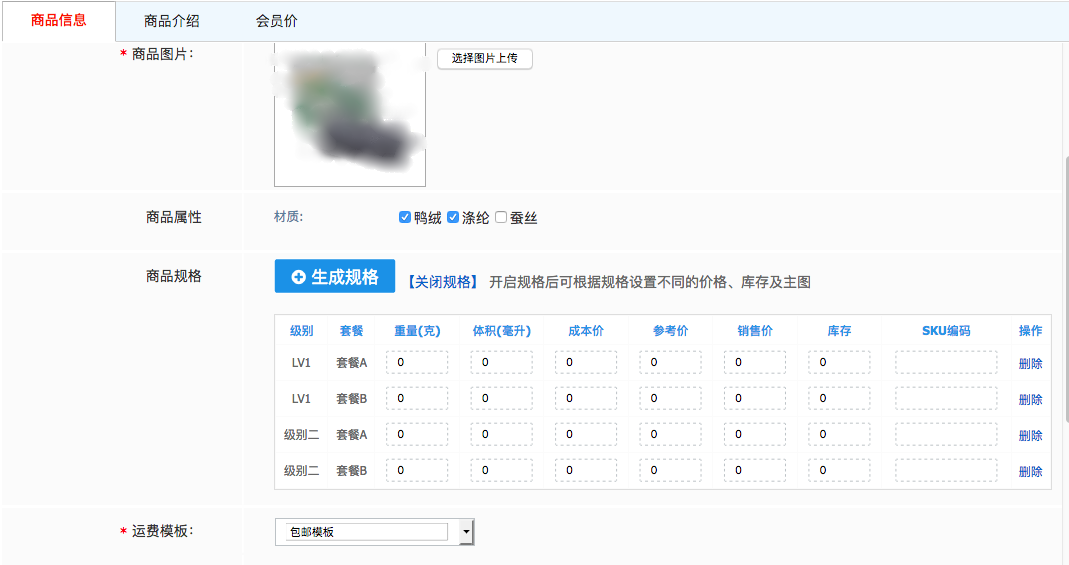 商品信息 商品介绍 会员价
* 商品图片: 选择图片上传
商品属性 材质: 鸭绒 涤纶 蚕丝
商品规格 生成规格 【关闭规格】 开启规格后可根据规格设置不同的价格、库存及主图
级别 套餐 重量(克) 体积(毫升) 成本价 参考价 销售价 库存 SKU编码 操作
LV1 套餐A 0 0 0 0 0 0 删除
LV1 套餐B 0 0 0 0 0 0 删除
级别二 套餐A 0 0 0 0 0 0 删除
级别二 套餐B 0 0 0 0 0 0 删除
* 运费模板: 包邮模板